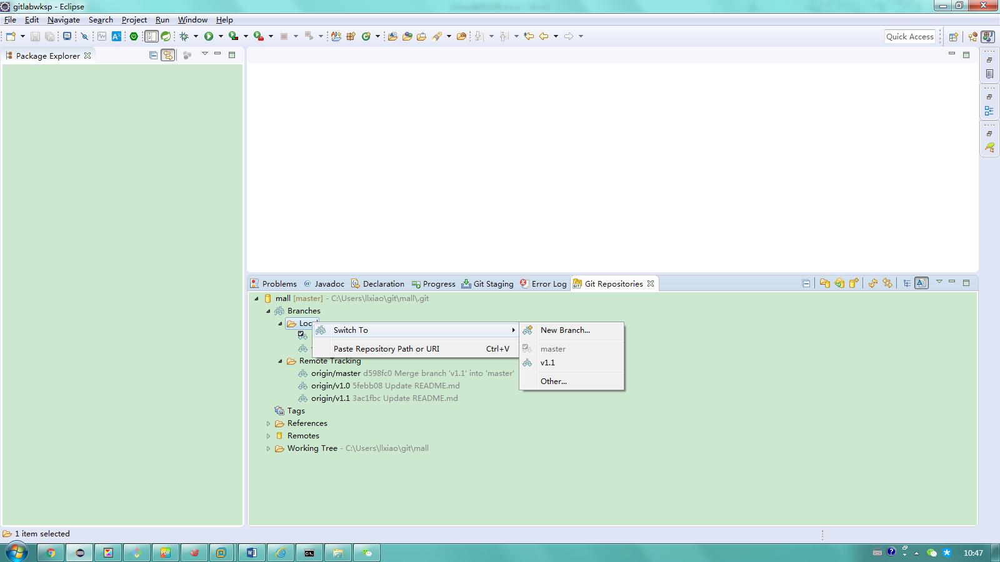 gitlabwksp - Eclipse
File Edit Navigate Search Project Run Window Help
Quick Access
Package Explorer
Problems @ Javadoc Declaration Progress Git Staging Error Log Git Repositories
mall [master] - C:\Users\llxiao\git\mall\.git
Branches
Local
Switch To
Paste Repository Path or URI Ctrl+V
New Branch...
master
v1.1
Other...
Remote Tracking
origin/master d598fc0 Merge branch 'v1.1' into 'master'
origin/v1.0 5febb08 Update README.md
origin/v1.1 3ac1fbc Update README.md
Tags
References
Remotes
Working Tree - C:\Users\llxiao\git\mall
1 item selected
PDF
10:47